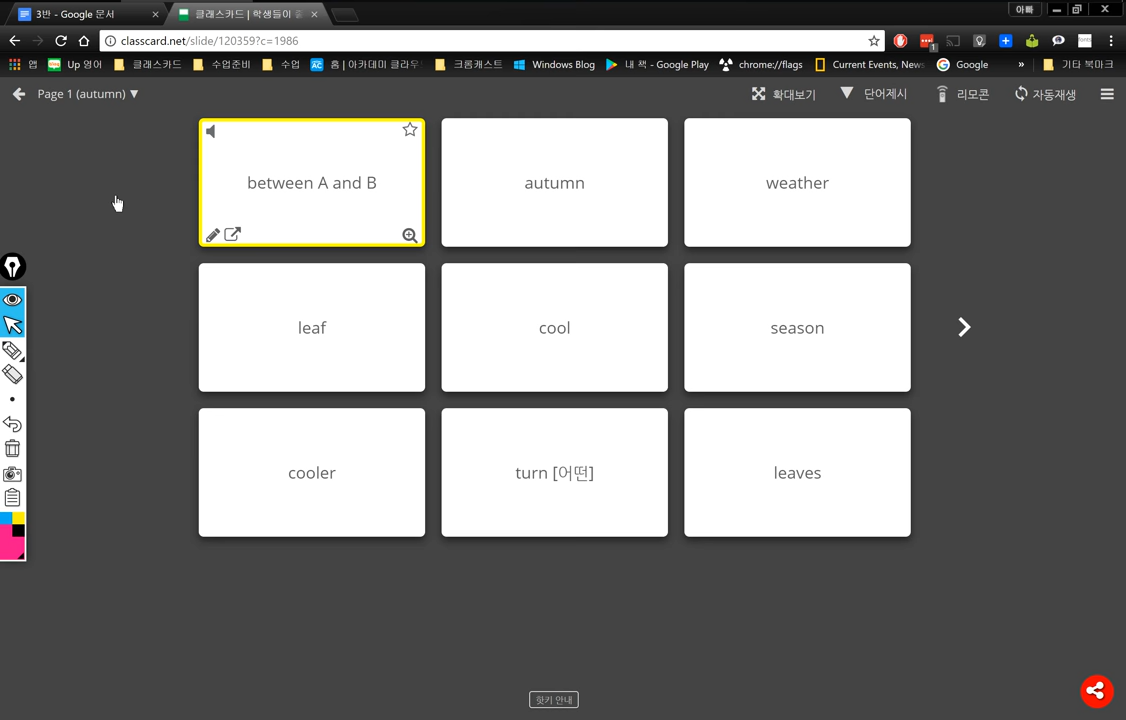 3반 - Google 문서
클래스카드 | 학생들이 좋
아빠
classcard.net/slide/120359?c=1986
1
앱
Up 영어
클래스카드
수업준비
수업
홈 | 아카데미 클라우
크롬캐스트
Windows Blog
내 책 - Google Play
chrome://flags
Current Events, News
Google
»
기타 북마크
Page 1 (autumn) ▼
확대보기
단어제시
리모콘
자동재생
between A and B
autumn
weather
leaf
cool
season
cooler
turn [어떤]
leaves
핫키 안내